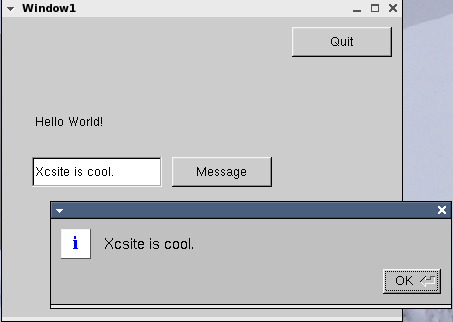 Window1
Quit
Hello World!
Xcsite is cool.
Message
i
Xcsite is cool.
OK